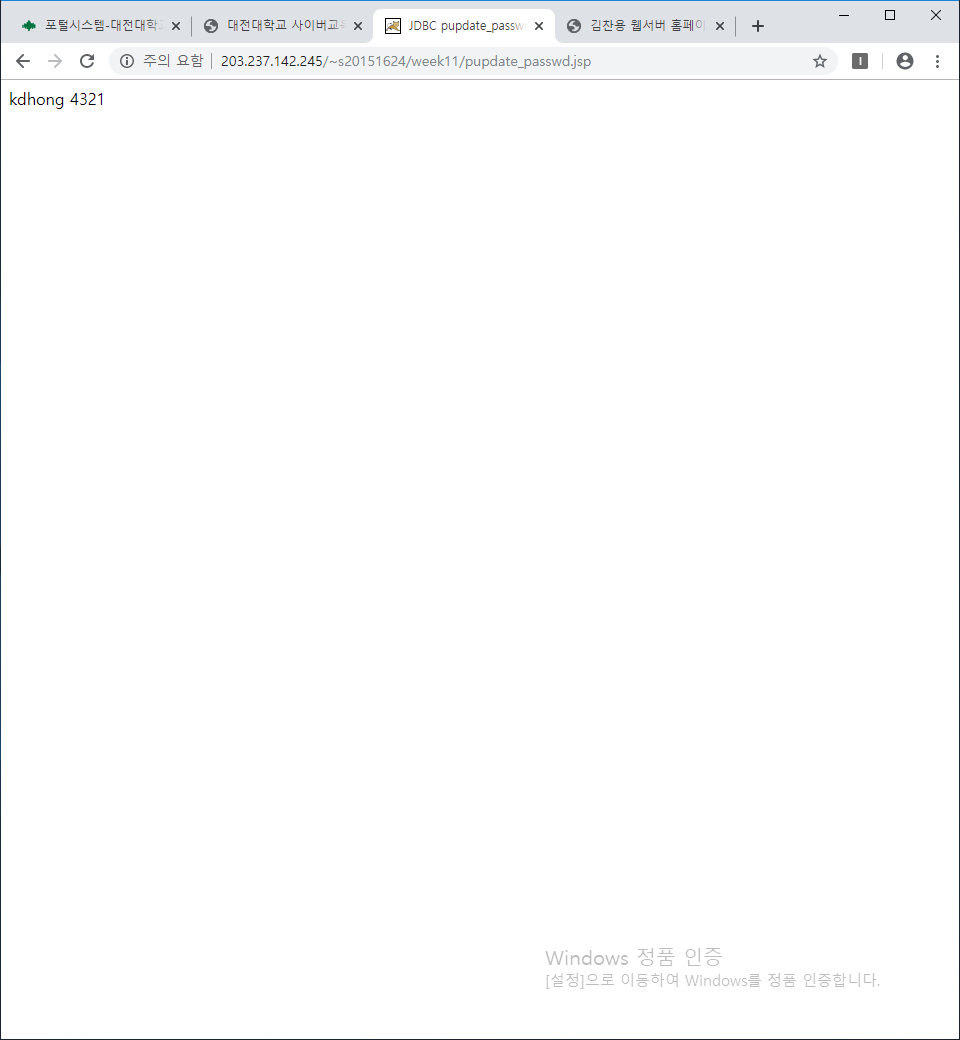 포털시스템-대전대학교
대전대학교 사이버교육
JDBC pupdate_passw
김찬용 웹서버 홈페이
주의 요함
203.237.142.245/~s20151624/week11/pupdate_passwd.jsp
kdhong 4321
Windows 정품 인증
[설정]으로 이동하여 Windows를 정품 인증합니다.